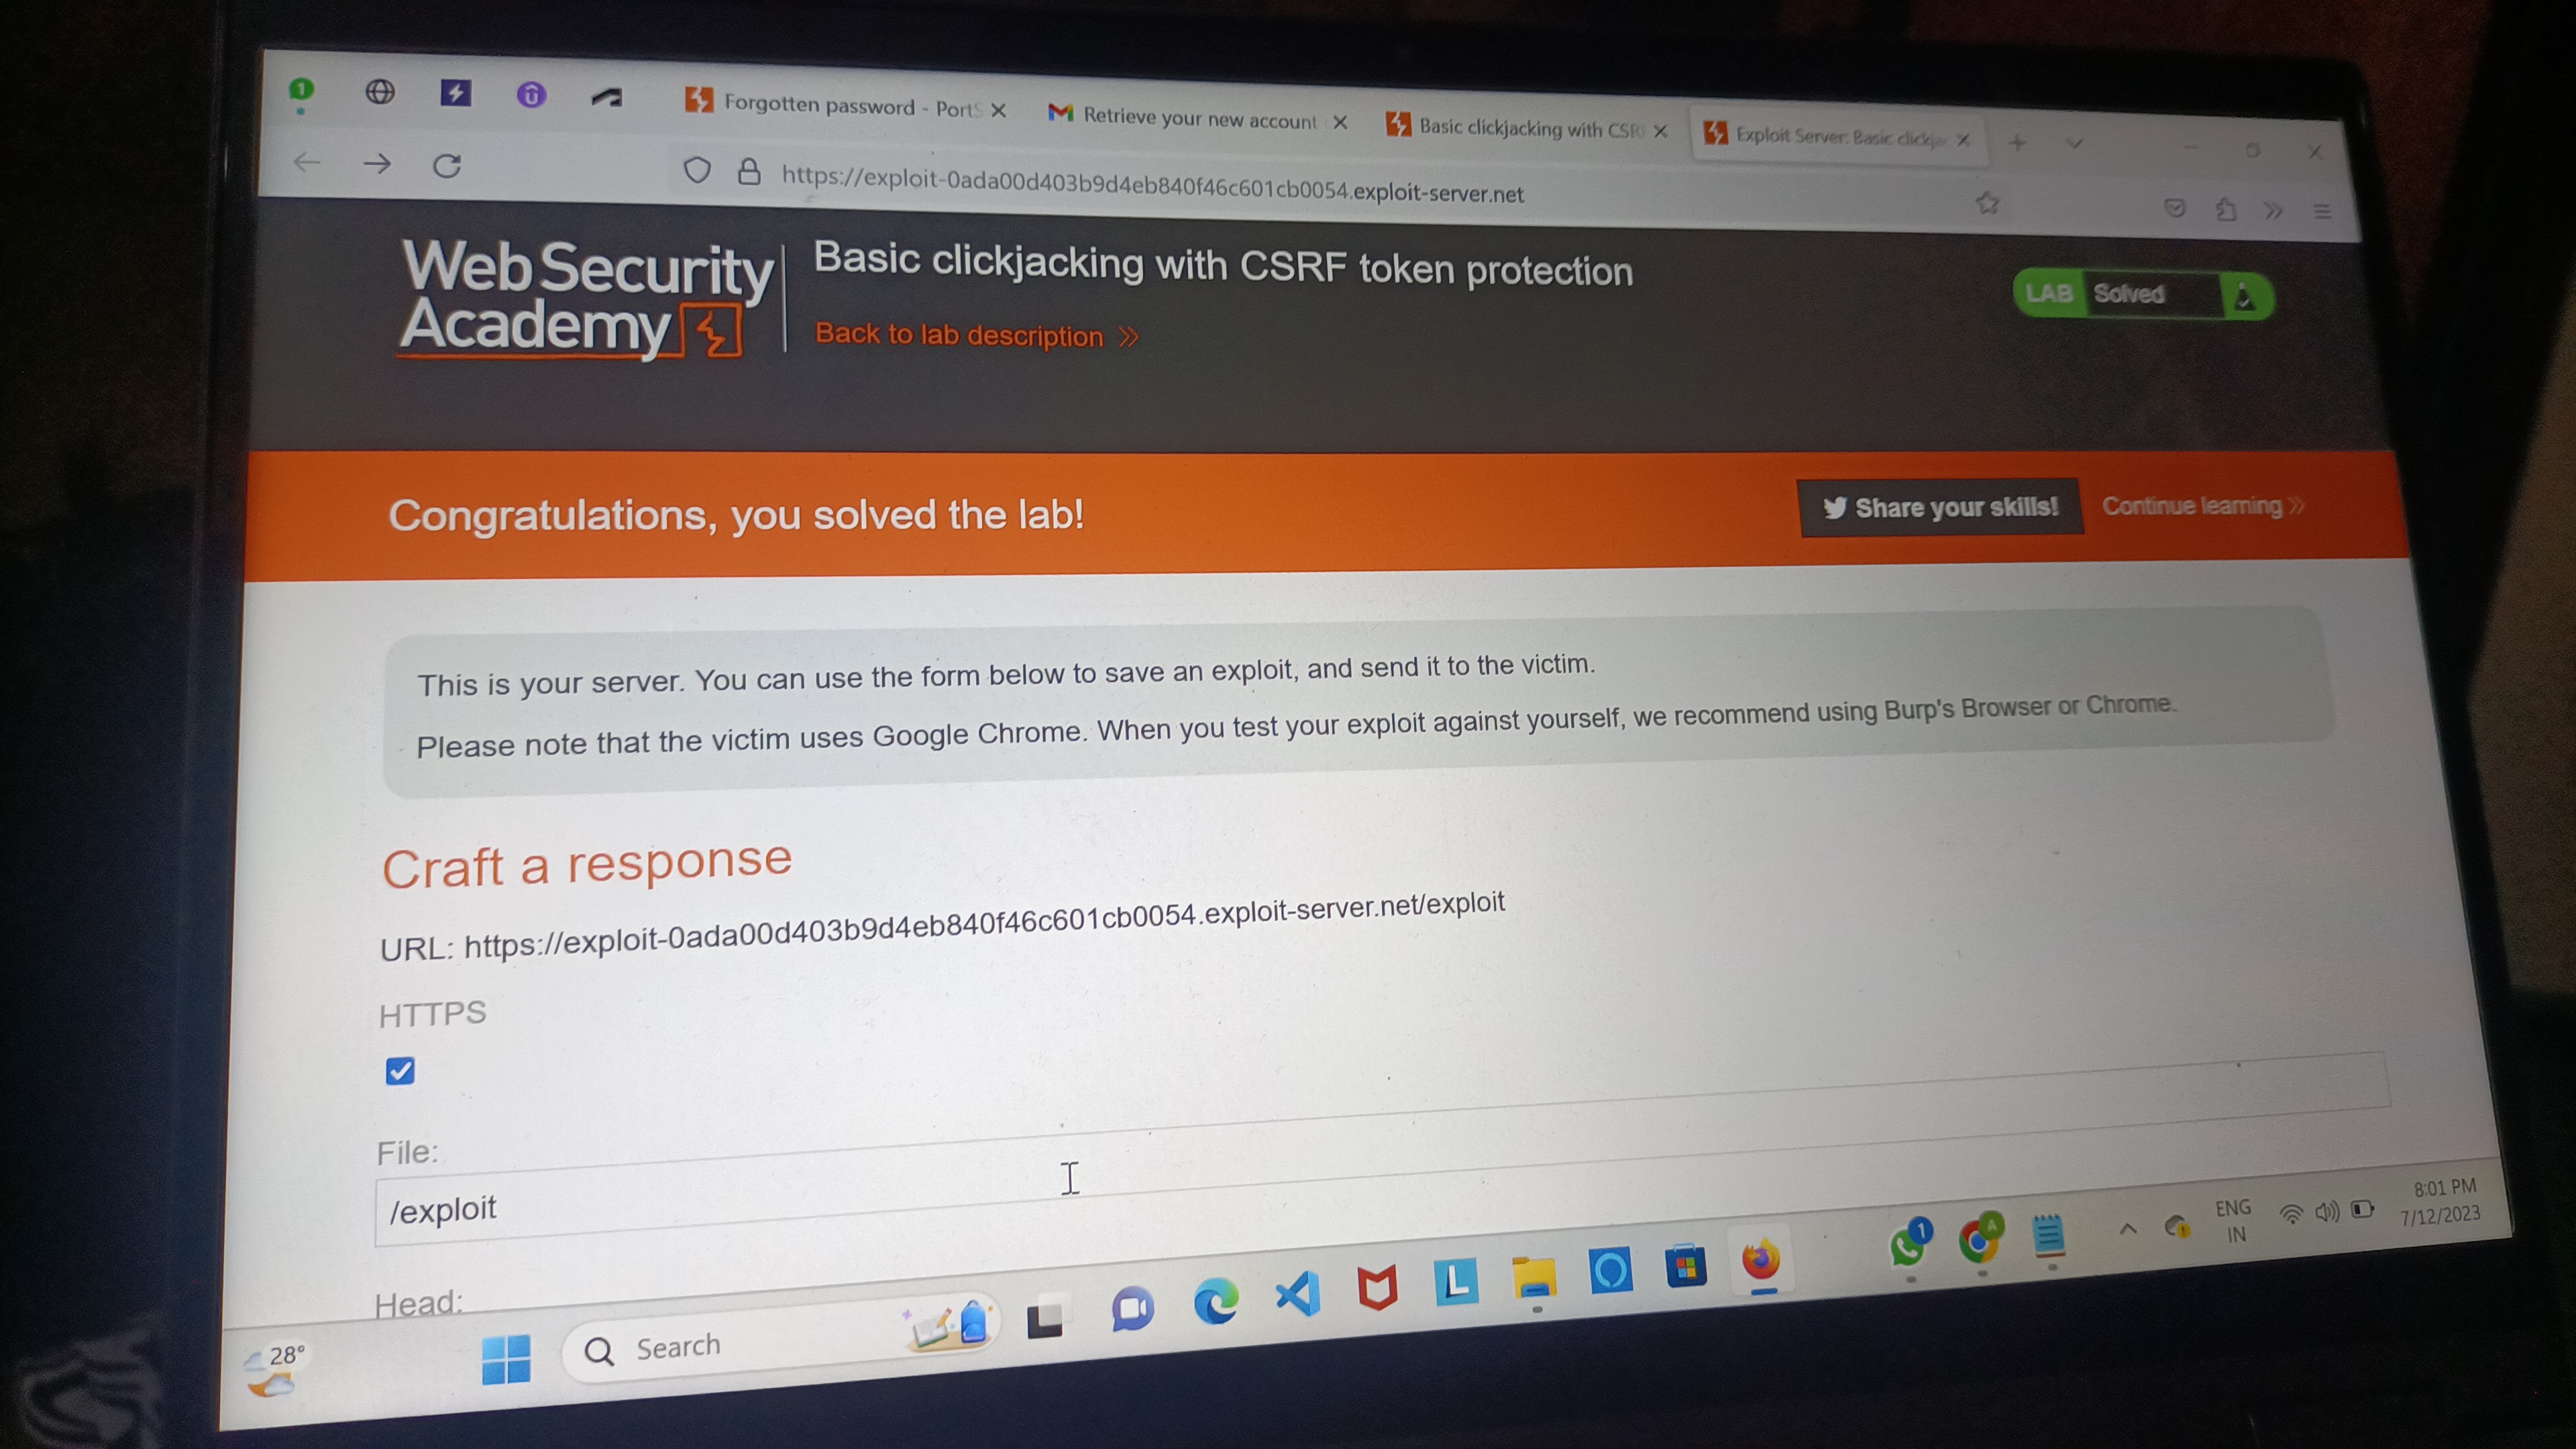 1
Forgotten password - PortS
Retrieve your new account
Basic clickjacking with CSRF
Exploit Server: Basic clickja
https://exploit-0ada00d403b9d4eb840f46c601cb0054.exploit-server.net
Web Security
Academy
Basic clickjacking with CSRF token protection
Back to lab description >>
LAB Solved
Congratulations, you solved the lab!
Share your skills!
Continue learning >>
This is your server. You can use the form below to save an exploit, and send it to the victim.
Please note that the victim uses Google Chrome. When you test your exploit against yourself, we recommend using Burp's Browser or Chrome.
Craft a response
URL: https://exploit-0ada00d403b9d4eb840f46c601cb0054.exploit-server.net/exploit
HTTPS
File:
/exploit
Head:
28°
Search
L
1
A
ENG
IN
8:01 PM
7/12/2023